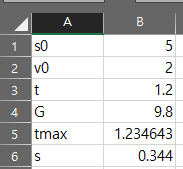 A B
1 s0 5
2 v0 2
3 t 1.2
4 G 9.8
5 tmax 1.234643
6 s 0.344